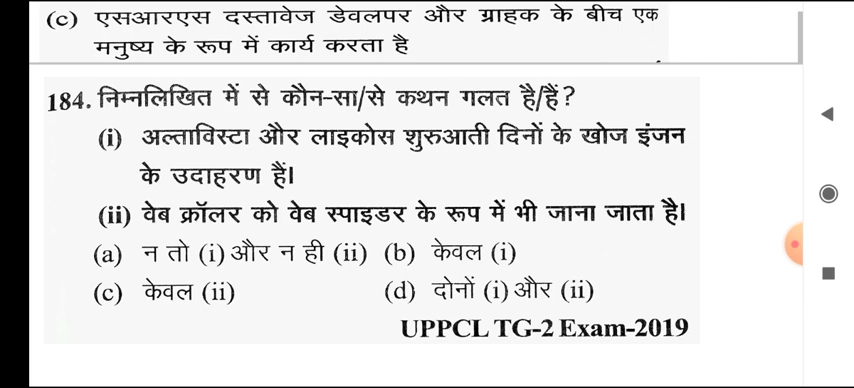 (c) एसआरएस दस्तावेज डेवलपर और ग्राहक के बीच एक
मनुष्य के रूप में कार्य करता है
184. निम्नलिखित में से कौन-सा/से कथन गलत है/हैं?
(i) अल्ताविस्टा और लाइकोस शुरुआती दिनों के खोज इंजन
के उदाहरण हैं।
(ii) वेब क्रॉलर को वेब स्पाइडर के रूप में भी जाना जाता है।
(a) न तो (i) और न ही (ii) (b) केवल (i)
(c) केवल (ii) (d) दोनों (i) और (ii)
UPPCL TG-2 Exam-2019